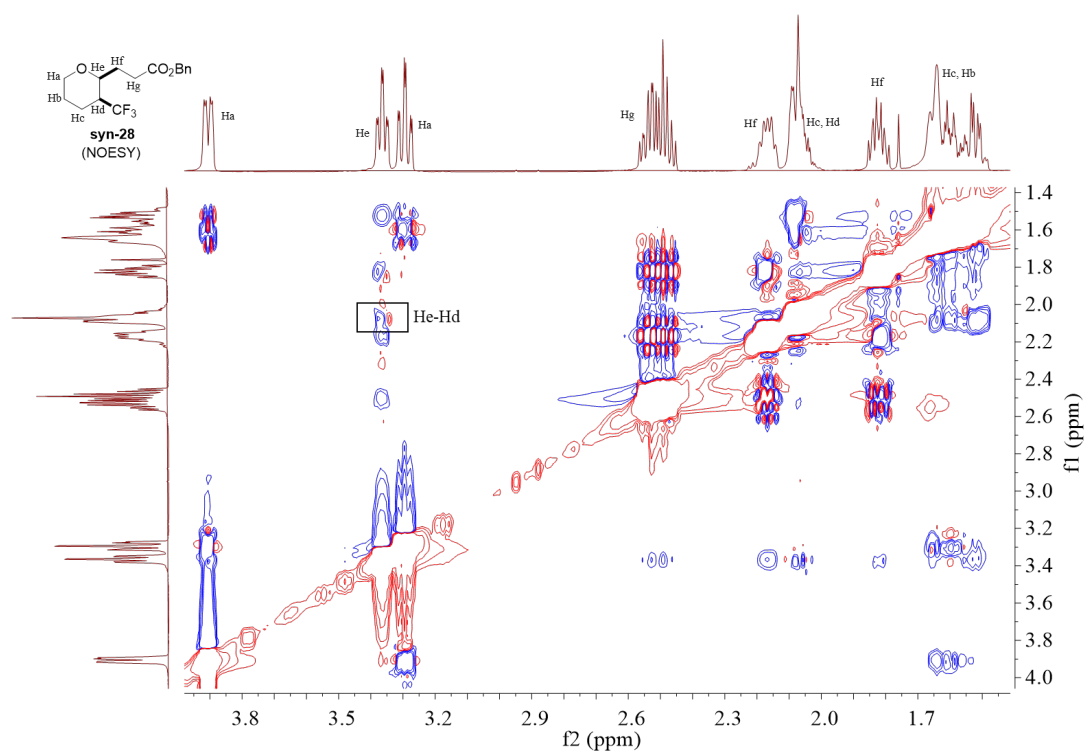 Hf
O He CO₂Bn
Ha
Hg
Hb Hd CF₃
Hc
syn-28
(NOESY)
Ha
He
Ha
Hg
Hf
Hc, Hd
Hf
Hc, Hb
He-Hd
1.4
1.6
1.8
2.0
2.2
2.4
2.6
2.8
3.0
3.2
3.4
3.6
3.8
4.0
f1 (ppm)
3.8 3.5 3.2 2.9 2.6 2.3 2.0 1.7
f2 (ppm)